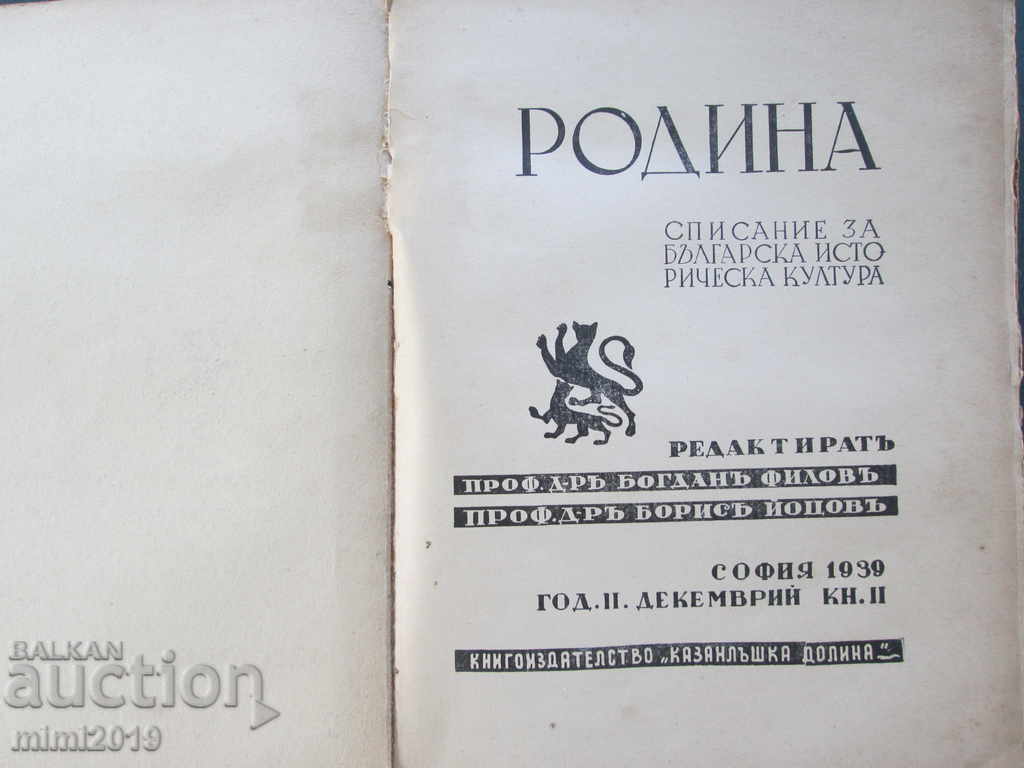 РОДИНА
СПИСАНИЕ ЗА
БЪЛГАРСКА ИСТО-
РИЧЕСКА КУЛТУРА
РЕДАКТИРАТЪ
ПРОФ. Д-РЪ БОГДАНЪ ФИЛОВЪ
ПРОФ. Д-РЪ БОРИСЪ ЙОЦОВЪ
СОФИЯ 1939
ГОД. II. ДЕКЕМВРИЙ КН. II
КНИГОИЗДАТЕЛСТВО „КАЗАНЛЪШКА ДОЛИНА“
BALKAN
auction
mimi2019